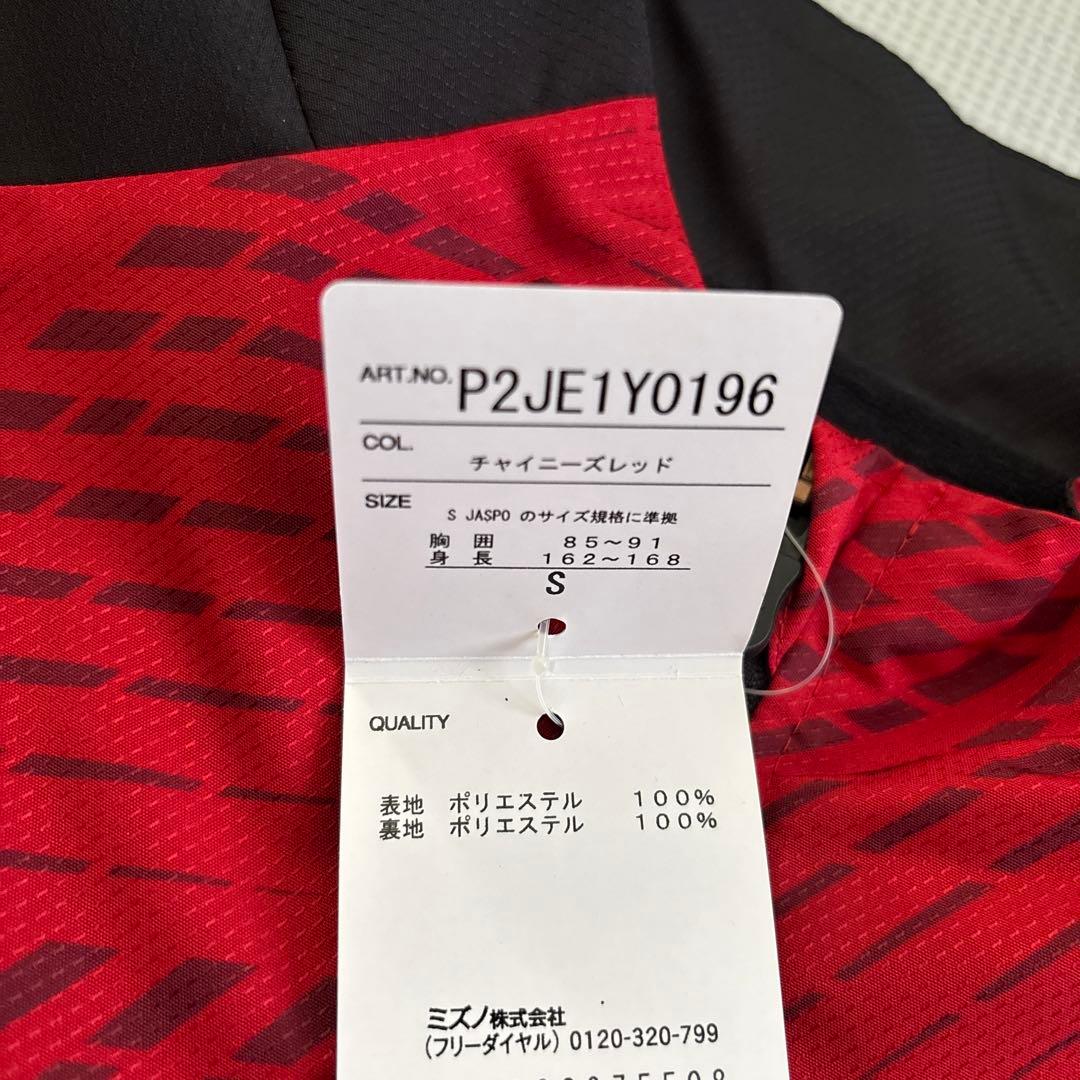 ART.NO. P2JE1Y0196
COL.
チャイニーズレッド
SIZE
S JASPO のサイズ規格に準拠
胸 囲 85~91
身 長 162~168
S
QUALITY
表地 ポリエステル 100%
裏地 ポリエステル 100%
ミズノ株式会社
(フリーダイヤル) 0120-320-799